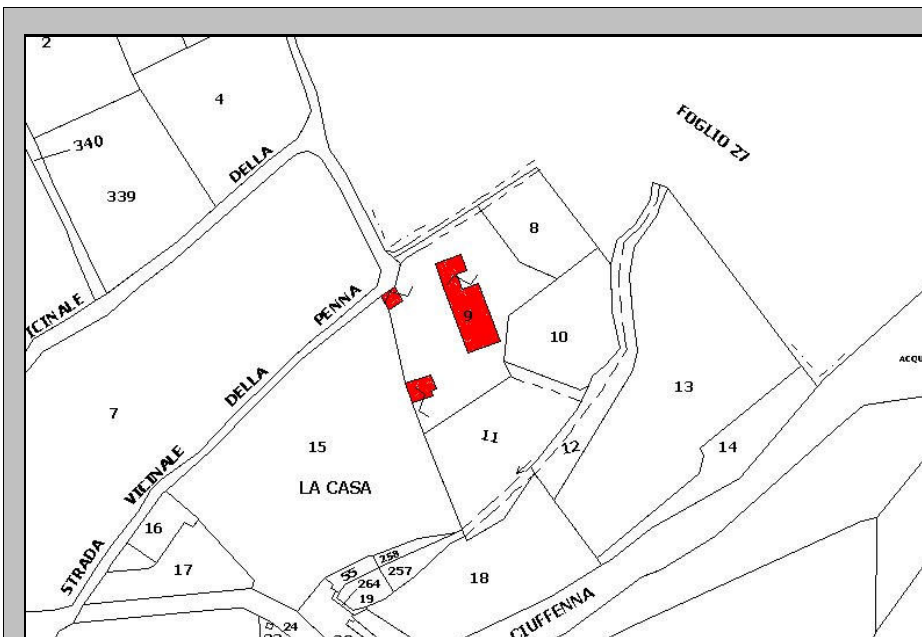 2
4
340
339
DELLA
FOGLIO 27
8
ICINALE
PENNA
9
10
ACQU
DELLA
13
7
15
11
12
14
VICINALE
LA CASA
16
STRADA
17
55
258
257
264
19
18
CIUFFENNA
24